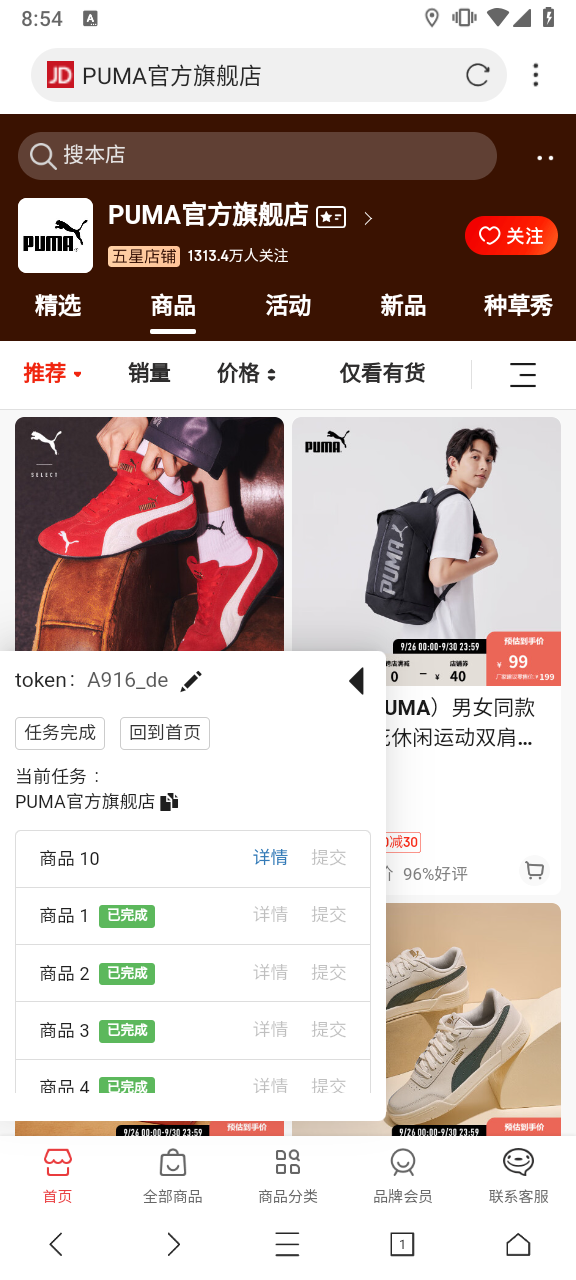 8:54
A
JD PUMA官方旗舰店
搜本店
PUMA官方旗舰店
五星店铺 1313.4万人关注
关注
精选 商品 活动 新品 种草秀
推荐 销量 价格 仅看有货
SELECT
PUMA
PUMA
9/26 00:00-9/30 23:59 预估到手价
店铺券
0 - ¥40 ¥99
token: A916_de
UMA）男女同款
休闲运动双肩...
任务完成 回到首页
当前任务：
PUMA官方旗舰店
减30
96%好评
商品 10 详情 提交
商品 1 已完成 详情 提交
商品 2 已完成 详情 提交
商品 3 已完成 详情 提交
商品 4 已完成 详情 提交
9/26 00:00-9/30 23:59 预估到手价
9/26 00:00-9/30 23:59 预估到手价
首页 全部商品 商品分类 品牌会员 联系客服
1